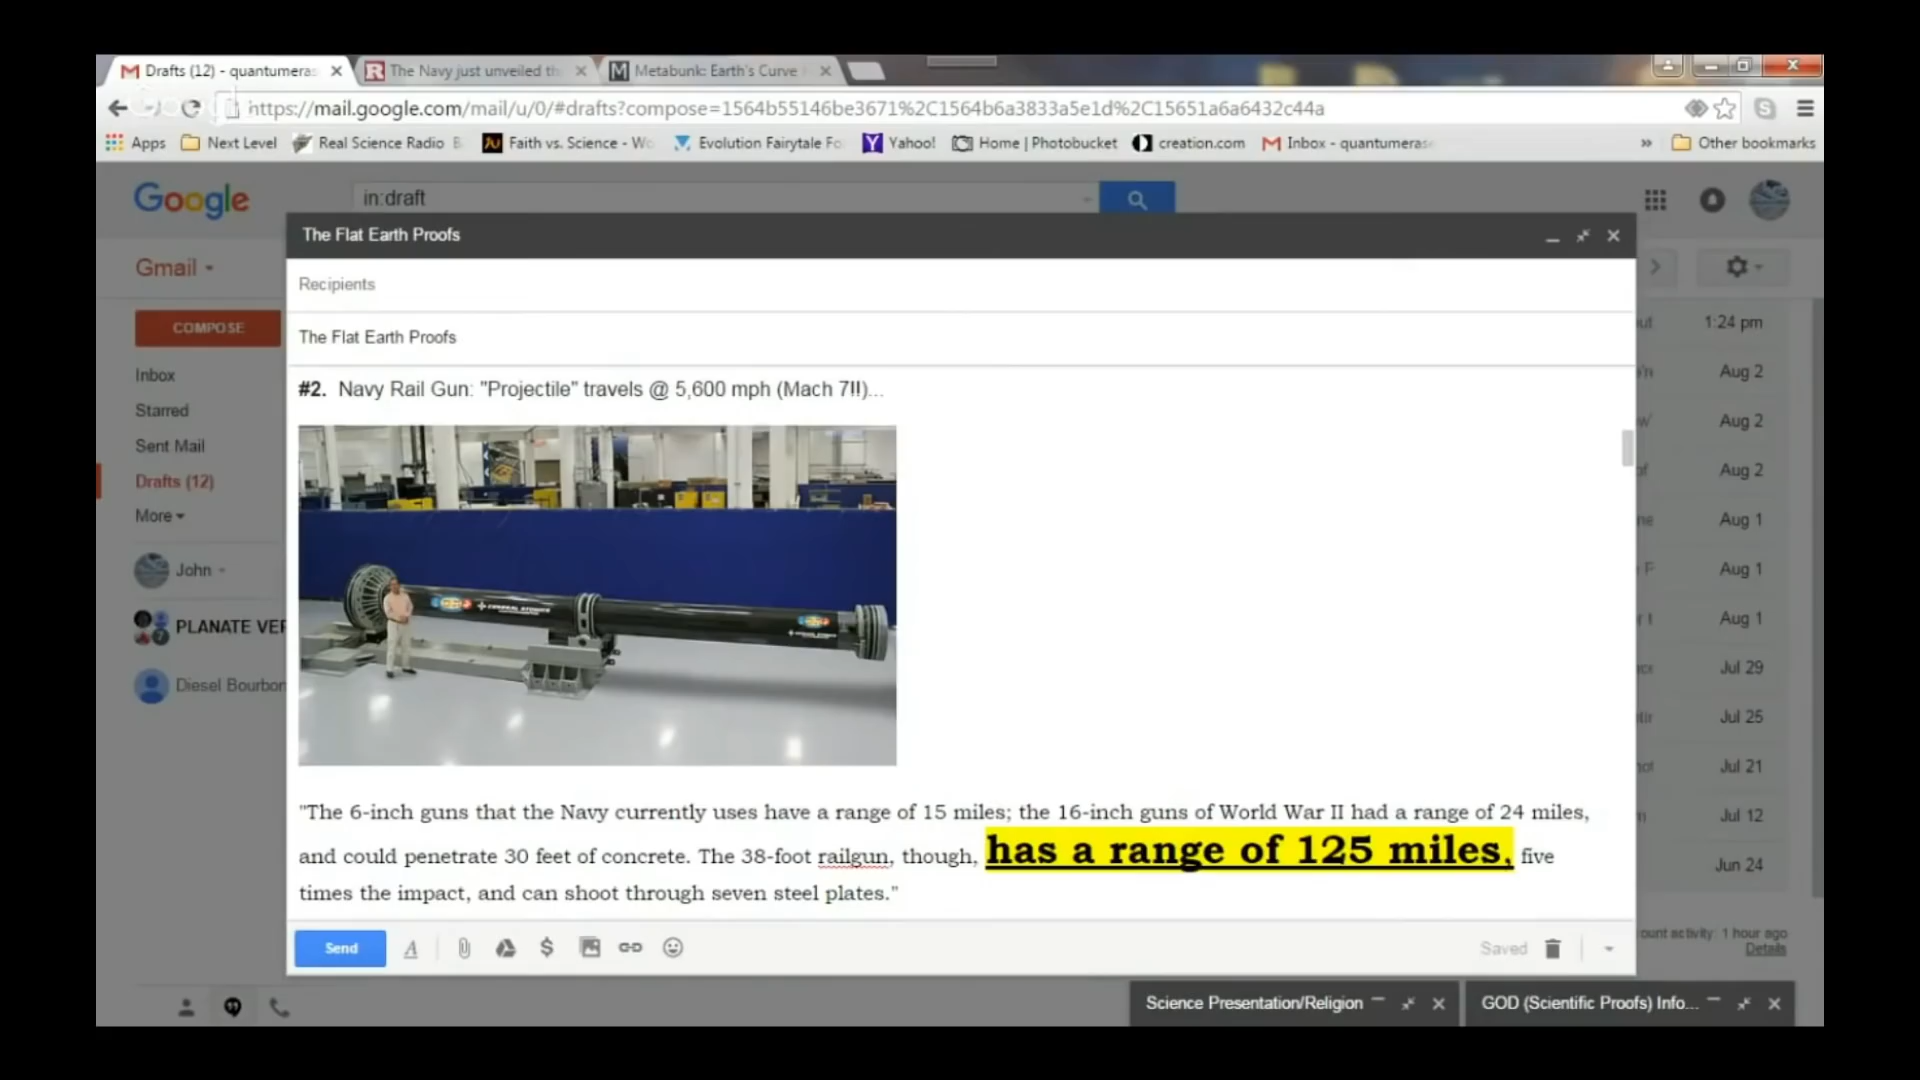 Drafts (12) - quantumeras
The Navy just unveiled th
Metabunk: Earth's Curve
https://mail.google.com/mail/u/0/#drafts?compose=1564b55146be3671%2C1564b6a3833a5e1d%2C15651a6a6432c44a
Apps Next Level Real Science Radio Faith vs. Science - Wo Evolution Fairytale Fo Yahoo! Home | Photobucket creation.com Inbox - quantumeras » Other bookmarks
Google
in:draft
The Flat Earth Proofs
Gmail
Recipients
COMPOSE
The Flat Earth Proofs
1:24 pm
Inbox
#2. Navy Rail Gun: "Projectile" travels @ 5,600 mph (Mach 7!!)...
Aug 2
Starred
Aug 2
Sent Mail
Aug 2
Drafts (12)
More
Aug 1
John
Aug 1
PLANATE VER
Aug 1
Diesel Bourbon
Jul 29
GENERAL ATOMICS
Jul 25
Jul 21
"The 6-inch guns that the Navy currently uses have a range of 15 miles; the 16-inch guns of World War II had a range of 24 miles,
Jul 12
and could penetrate 30 feet of concrete. The 38-foot railgun, though, has a range of 125 miles, five
Jun 24
times the impact, and can shoot through seven steel plates."
Send
Saved
ount activity: 1 hour ago
Details
Science Presentation/Religion
GOD (Scientific Proofs) Info...